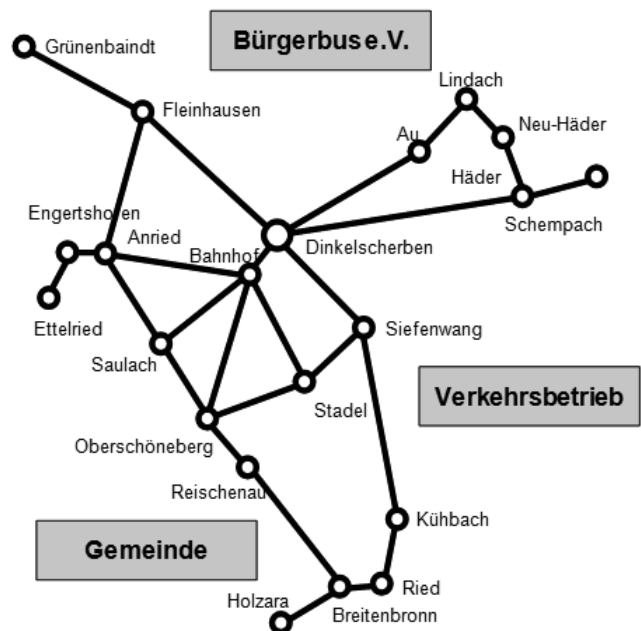 Grünenbaindt
Bürgerbus e.V.
Lindach
Fleinhausen
Neu-Häder
Au
Häder
Schempach
Engertshofen
Anried
Bahnhof
Dinkelscherben
Ettelried
Siefenwang
Saulach
Stadel
Verkehrsbetrieb
Oberschöneberg
Reischenau
Kühbach
Gemeinde
Ried
Holzara
Breitenbronn